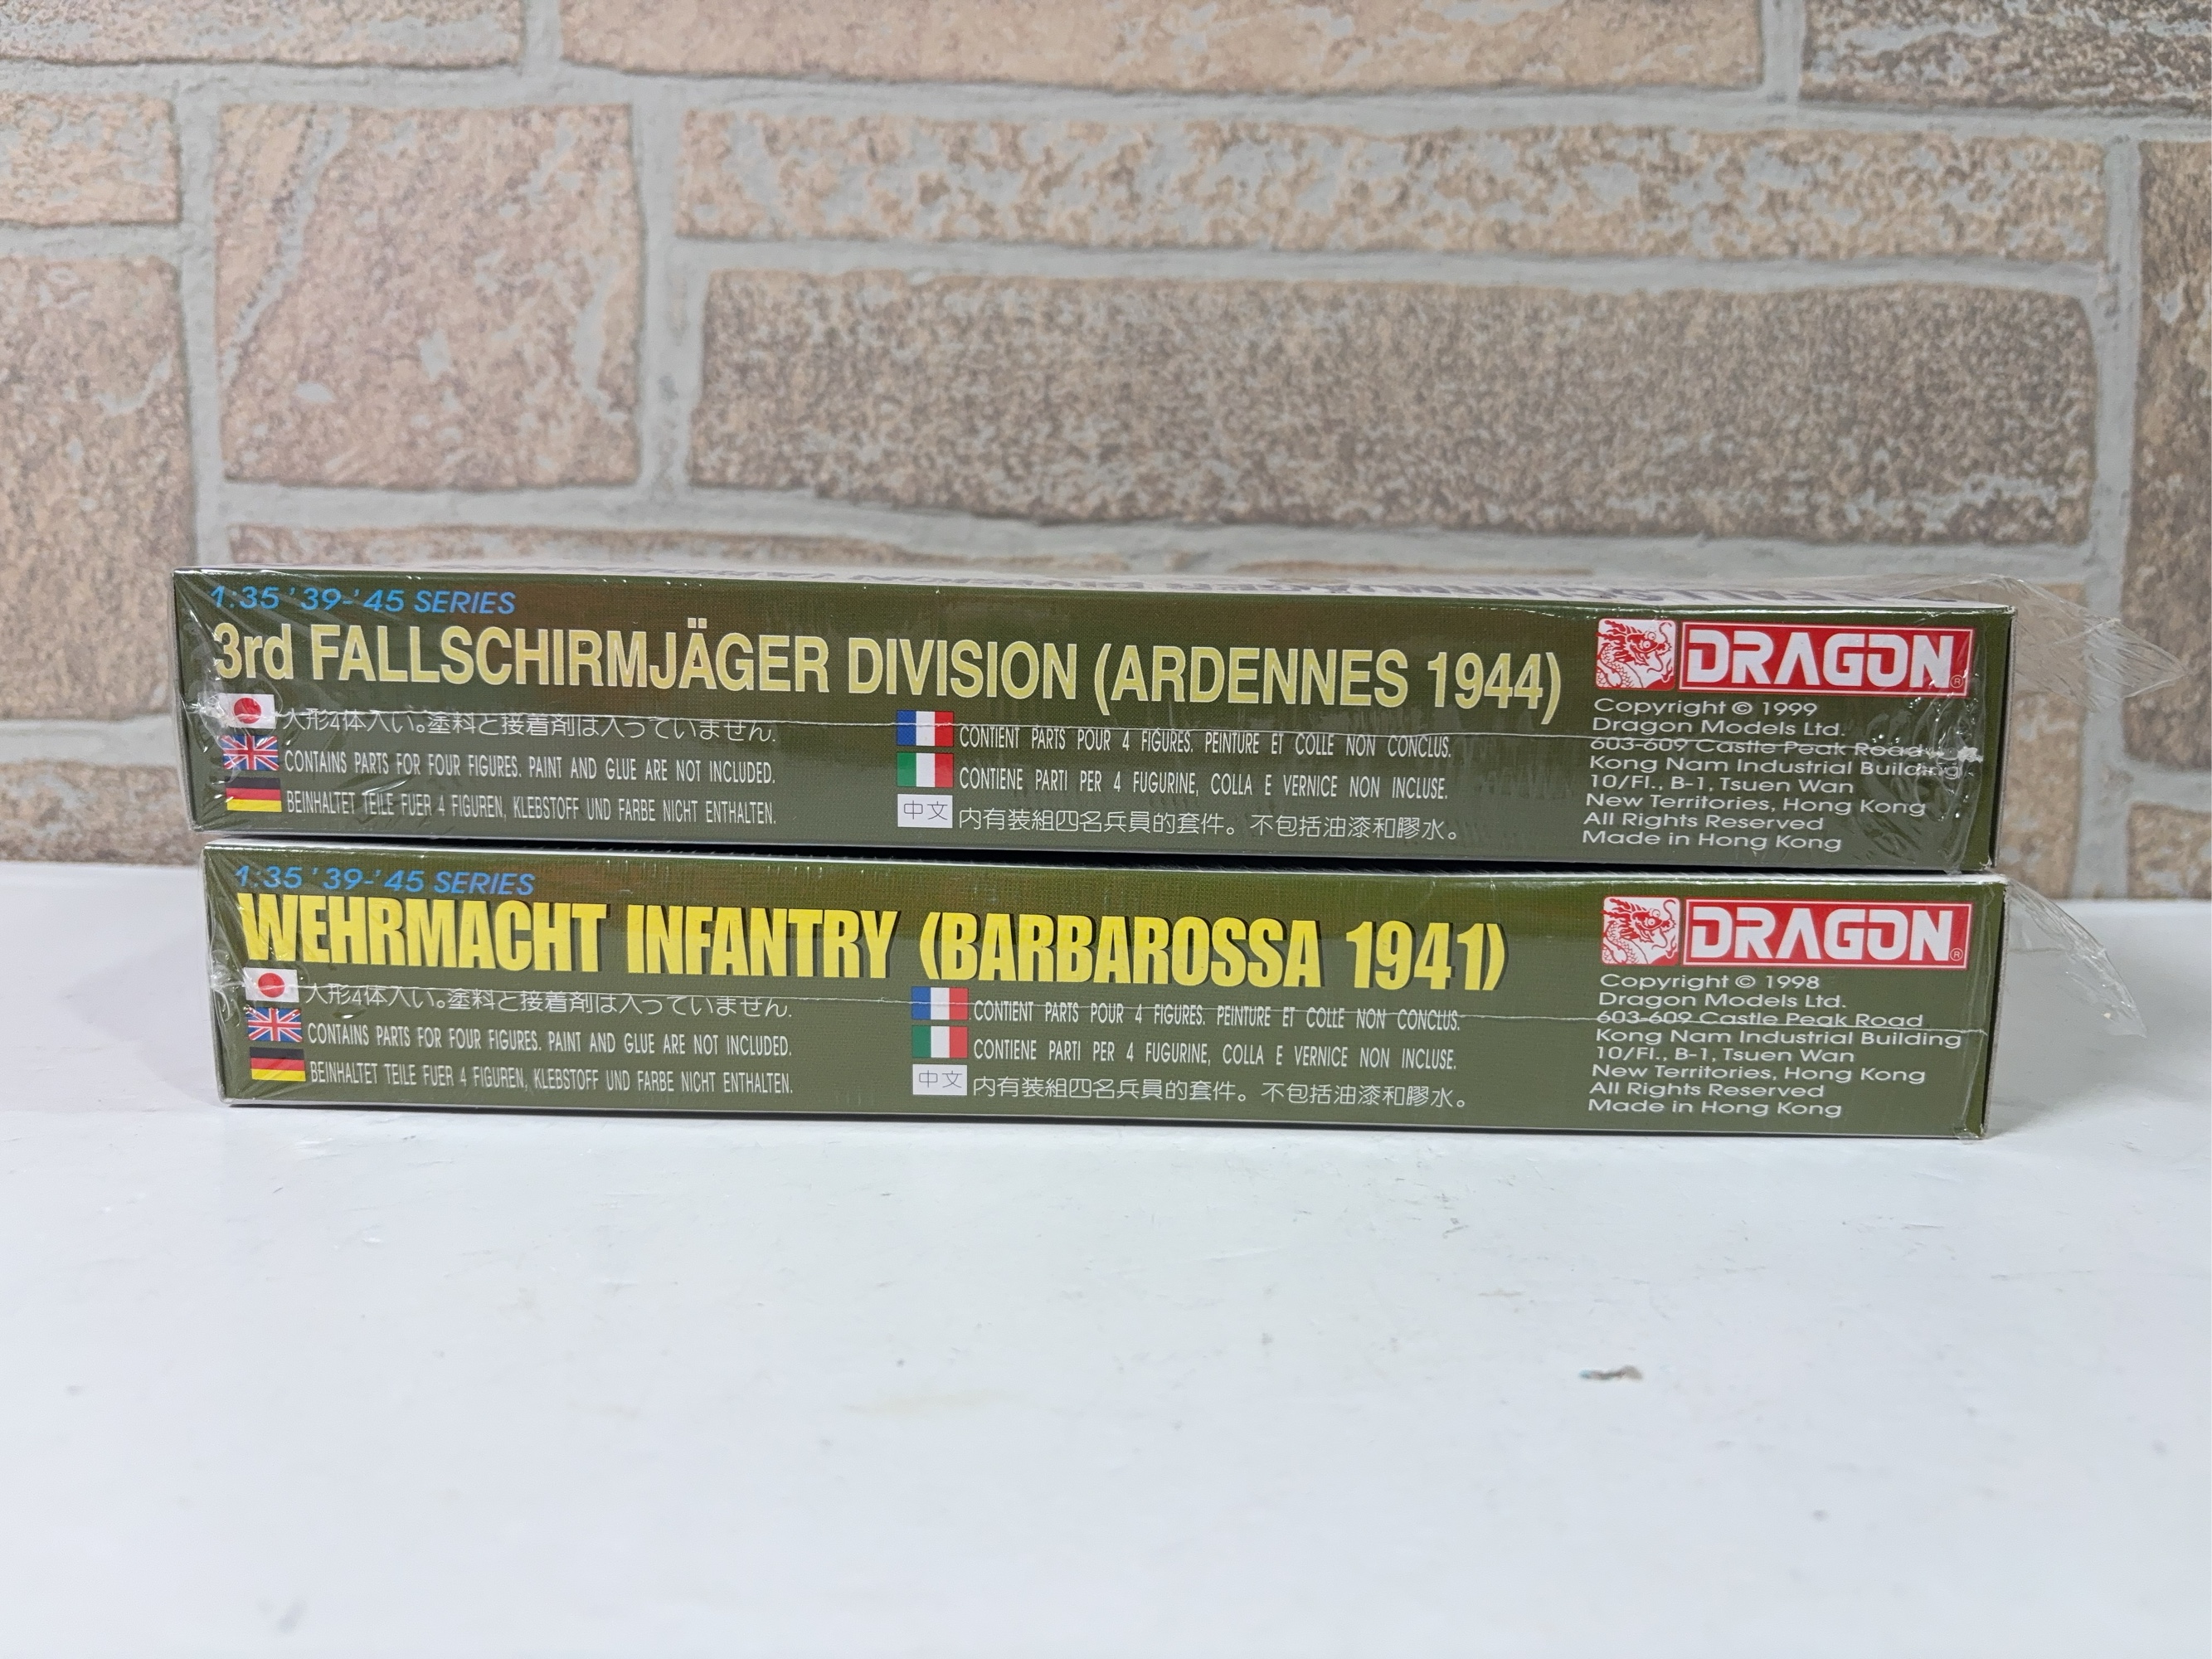 1:35 '39-'45 SERIES
3rd FALLSCHIRMJÄGER DIVISION (ARDENNES 1944)
人形4体入い。塗料と接着剤は入っていません.
CONTAINS PARTS FOR FOUR FIGURES. PAINT AND GLUE ARE NOT INCLUDED.
BEINHALTET TEILE FUER 4 FIGUREN, KLEBSTOFF UND FARBE NICHT ENTHALTEN.
CONTIENT PARTS POUR 4 FIGURES. PEINTURE ET COLLE NON CONCLUS.
CONTIENE PARTI PER 4 FUGURINE, COLLA E VERNICE NON INCLUSE.
中文 内有装組四名兵員的套件。不包括油漆和膠水。
DRAGON®
Copyright © 1999
Dragon Models Ltd.
603-609 Castle Peak Road
Kong Nam Industrial Building
10/Fl., B-1, Tsuen Wan
New Territories, Hong Kong
All Rights Reserved
Made in Hong Kong
1:35 '39-'45 SERIES
WEHRMACHT INFANTRY (BARBAROSSA 1941)
人形4体入い。塗料と接着剤は入っていません.
CONTAINS PARTS FOR FOUR FIGURES. PAINT AND GLUE ARE NOT INCLUDED.
BEINHALTET TEILE FUER 4 FIGUREN, KLEBSTOFF UND FARBE NICHT ENTHALTEN.
CONTIENT PARTS POUR 4 FIGURES. PEINTURE ET COLLE NON CONCLUS.
CONTIENE PARTI PER 4 FUGURINE, COLLA E VERNICE NON INCLUSE.
中文 内有装組四名兵員的套件。不包括油漆和膠水。
DRAGON®
Copyright © 1998
Dragon Models Ltd.
603-609 Castle Peak Road
Kong Nam Industrial Building
10/Fl., B-1, Tsuen Wan
New Territories, Hong Kong
All Rights Reserved
Made in Hong Kong